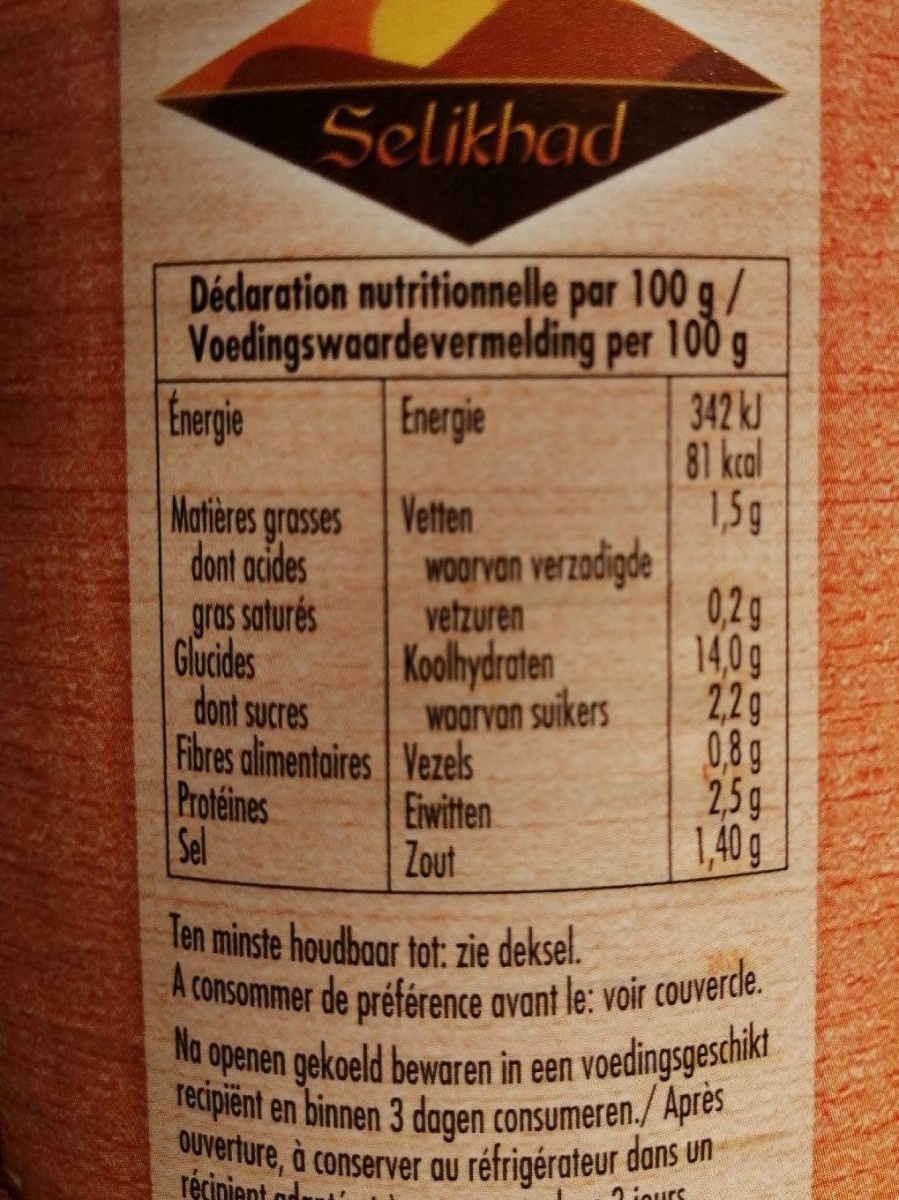 Selikhad
Déclaration nutritionnelle par 100 g /
Voedingswaardevermelding per 100 g
Énergie Energie 342 kJ
81 kcal
Matières grasses Vetten 1,5 g
dont acides waarvan verzadigde
gras saturés vetzuren 0,2 g
Glucides Koolhydraten 14,0 g
dont sucres waarvan suikers 2,2 g
Fibres alimentaires Vezels 0,8 g
Protéines Eiwitten 2,5 g
Sel Zout 1,40 g
Ten minste houdbaar tot: zie deksel.
A consommer de préférence avant le: voir couvercle.
Na openen gekoeld bewaren in een voedingsgeschikt
recipiënt en binnen 3 dagen consumeren./ Après
ouverture, à conserver au réfrigérateur dans un
récipient jours